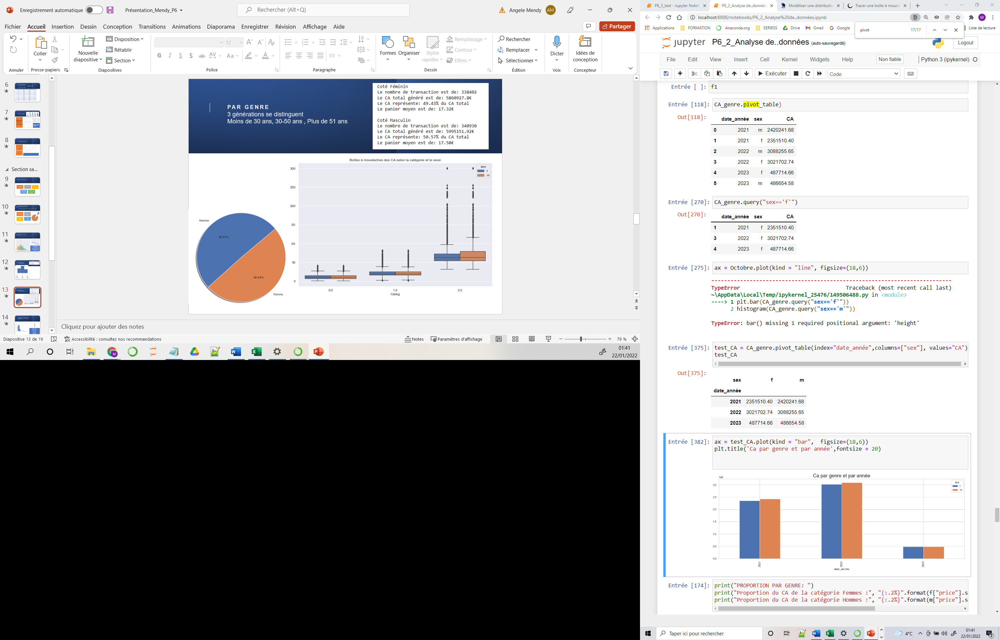 Enregistrement automatique
Présentation_Mendy_P6
Rechercher (Alt+Q)
Angele Mendy
AM
Fichier Accueil Insertion Dessin Conception Transitions Animations Diaporama Enregistrer Révision Affichage Aide
Partager
Coller
Nouvelle diapositive
Disposition
Rétablir
Section
12
G I S S ab AV Aa A
Formes
Organiser
Styles rapides
Remplissage
Contour
Effets
Rechercher
Remplacer
Sélectionner
Dicter
Idées de conception
Annuler Presse-papiers Diapositives Police Paragraphe Dessin Édition Voix Concepteur
6
7
8
Section sa...
9
10
11
12
13
14
PAR GENRE
3 générations se distinguent
Moins de 30 ans, 30-50 ans , Plus de 51 ans
Coté Féminin
Le nombre de transaction est de: 338402
Le CA total généré est de: 5860927.8€
Le CA représente: 49.43% du CA total
Le panier moyen est de: 17.32€
Coté Masculin
Le nombre de transaction est de: 340930
Le CA total généré est de: 5995151.92€
Le CA représente: 50.57% du CA total
Le panier moyen est de: 17.58€
Homme
50.57%
49.43%
Femme
Boîtes à moustaches des CA selon la catégorie et le sexe
sex
f
m
300
250
200
50
00
50
0
0.0 1.0 2.0
Categ
Cliquez pour ajouter des notes
Diapositive 13 de 19
Accessibilité : consultez nos recommandations
Notes
Paramètres d'affichage
79 %
01:41
22/01/2022
P6_3_test - Jupyter Noteb
P6_2_Analyse de..données
Modéliser une distributio
Tracer une boîte à mousta
localhost:8888/notebooks/P6_2_Analyse%20de..données.ipynb
M
Applications FORMATION Anaconda.org SERIESS Drive Gmail Google
Liste de lecture
pivot 17/17
jupyter P6_2_Analyse de..données (auto-sauvegardé)
Logout
File Edit View Insert Cell Kernel Widgets Help
Non fiable
Python 3 (ipykernel)
Exécuter
Code
Entrée [ ]: f1
Entrée [118]: CA_genre.pivot_table)
Out[118]:
date_année sex CA
0 2021 m 2420241.68
1 2021 f 2351510.40
2 2022 m 3088255.65
3 2022 f 3021702.74
4 2023 f 487714.66
5 2023 m 486654.58
Entrée [270]: CA_genre.query("sex=='f'")
Out[270]:
date_année sex CA
1 2021 f 2351510.40
3 2022 f 3021702.74
4 2023 f 487714.66
Entrée [275]: ax = Octobre.plot(kind = "line", figsize=(18,6))
---------------------------------------------------------------------------
TypeError Traceback (most recent call last)
~\AppData\Local\Temp/ipykernel_25476/149506488.py in <module>
----> 1 plt.bar(CA_genre.query("sex=='f'"))
2 histogram(CA_genre.query("sex=='m'"))
TypeError: bar() missing 1 required positional argument: 'height'
Entrée [375]: test_CA = CA_genre.pivot_table(index="date_année",columns=["sex"], values="CA")
test_CA
Out[375]:
sex f m
date_année
2021 2351510.40 2420241.68
2022 3021702.74 3088255.65
2023 487714.66 486654.58
Entrée [382]: ax = test_CA.plot(kind = "bar", figsize=(18,6))
plt.title('Ca par genre et par année',fontsize = 20)
Ca par genre et par année
1e6
sex
f
m
3.0
2.5
2.0
1.5
1.0
0.5
0.0
2021 2022 2023
date_année
Entrée [174]: print("PROPORTION PAR GENRE: ")
print("Proportion du CA de la catégorie Femmes :", "{:.2%}".format(f["price"].s
print("Proportion du CA de la catégorie Hommes :", "{:.2%}".format(m["price"].s
Taper ici pour rechercher
4°C
01:41
22/01/2022
2